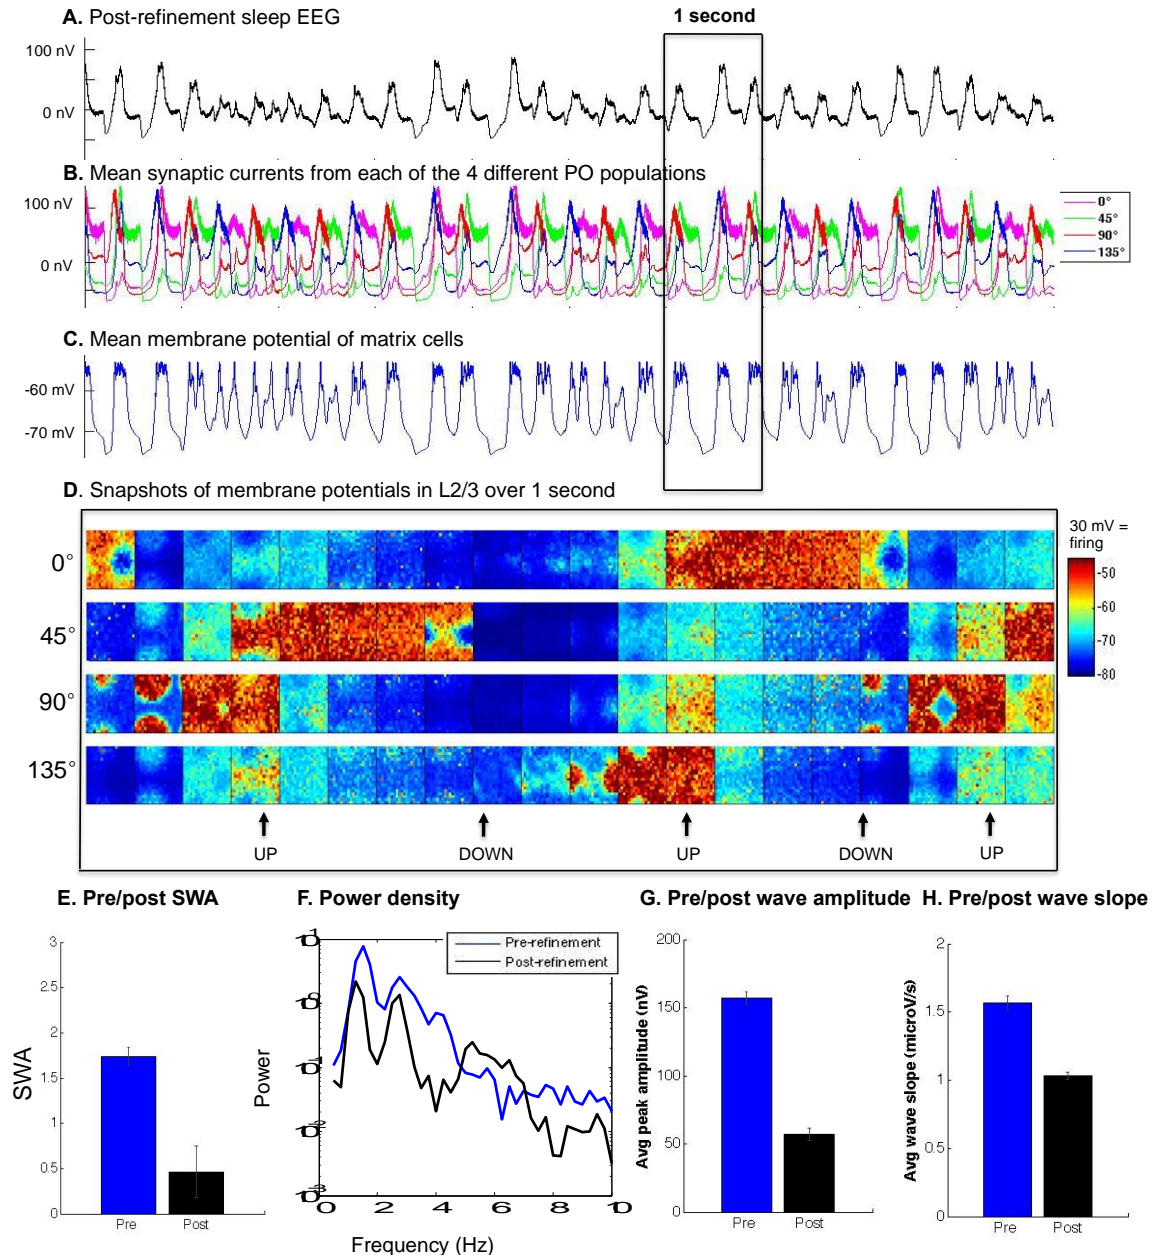 A. Post-refinement sleep EEG
1 second
100 nV
0 nV
B. Mean synaptic currents from each of the 4 different PO populations
100 nV
0 nV
0°
45°
90°
135°
C. Mean membrane potential of matrix cells
-60 mV
-70 mV
D. Snapshots of membrane potentials in L2/3 over 1 second
0°
45°
90°
135°
30 mV =
firing
-50
-60
-70
-80
UP
DOWN
UP
DOWN
UP
E. Pre/post SWA
3
2.5
2
1.5
1
0.5
0
SWA
Pre
Post
F. Power density
Pre-refinement
Post-refinement
Power
0
2
4
6
8
10
Frequency (Hz)
G. Pre/post wave amplitude
200
150
100
50
0
Avg peak amplitude (nV)
Pre
Post
H. Pre/post wave slope
2
1.5
1
0.5
0
Avg wave slope (microV/s)
Pre
Post